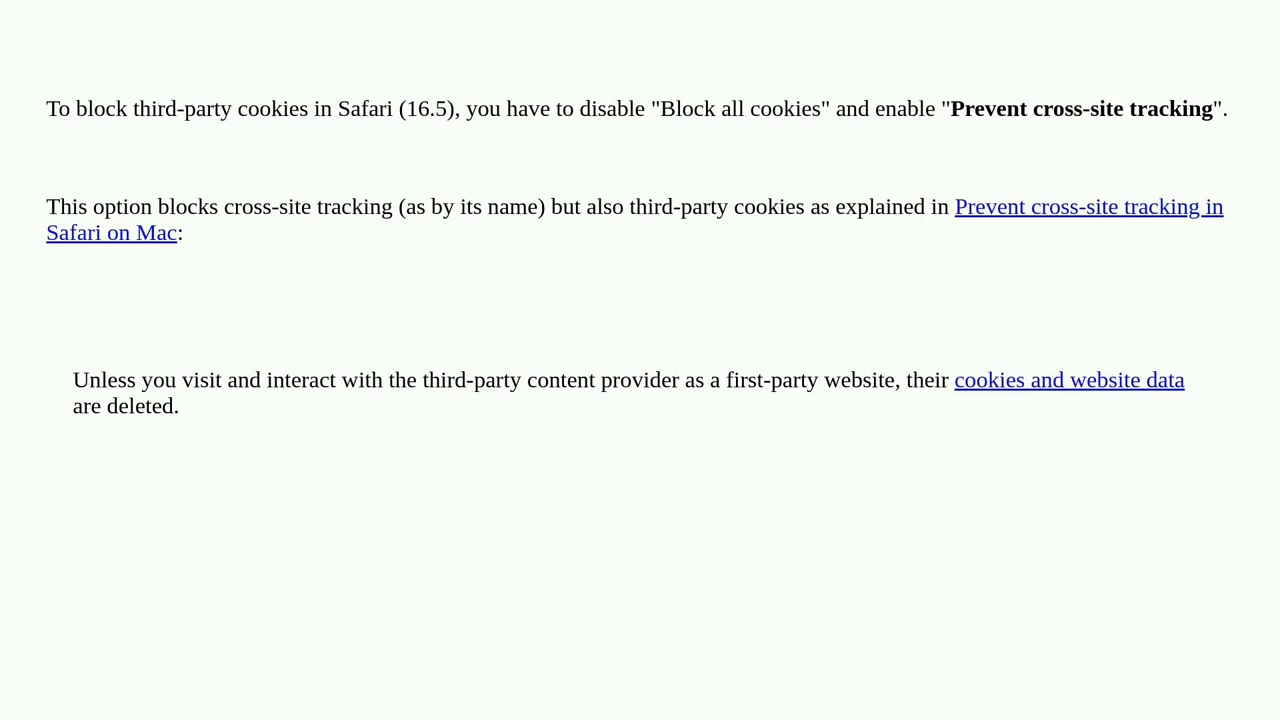 To block third-party cookies in Safari (16.5), you have to disable "Block all cookies" and enable "Prevent cross-site tracking".
This option blocks cross-site tracking (as by its name) but also third-party cookies as explained in Prevent cross-site tracking in
Safari on Mac:
Unless you visit and interact with the third-party content provider as a first-party website, their cookies and website data
are deleted.